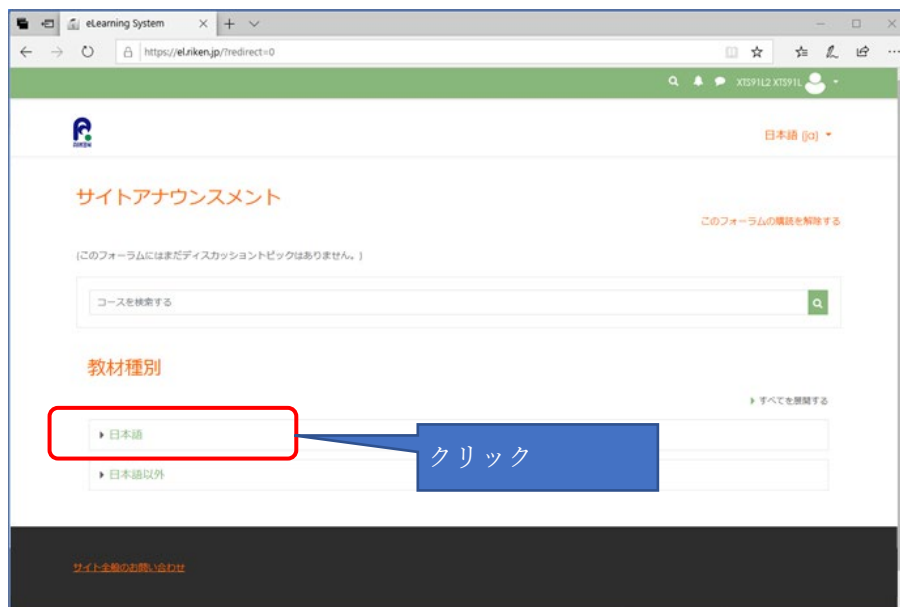 eLearning System
https://el.riken.jp/?redirect=0
XTS91L2 XTS91L
RIKEN
日本語 (ja)
サイトアナウンスメント
このフォーラムの購読を解除する
(このフォーラムにはまだディスカッショントピックはありません。)
コースを検索する
教材種別
すべてを展開する
日本語
クリック
日本語以外
サイト全般のお問い合わせ